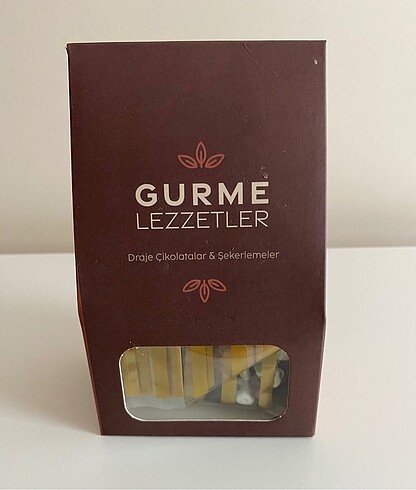 GURME
LEZZETLER
Draje Çikolatalar & Şekerlemeler